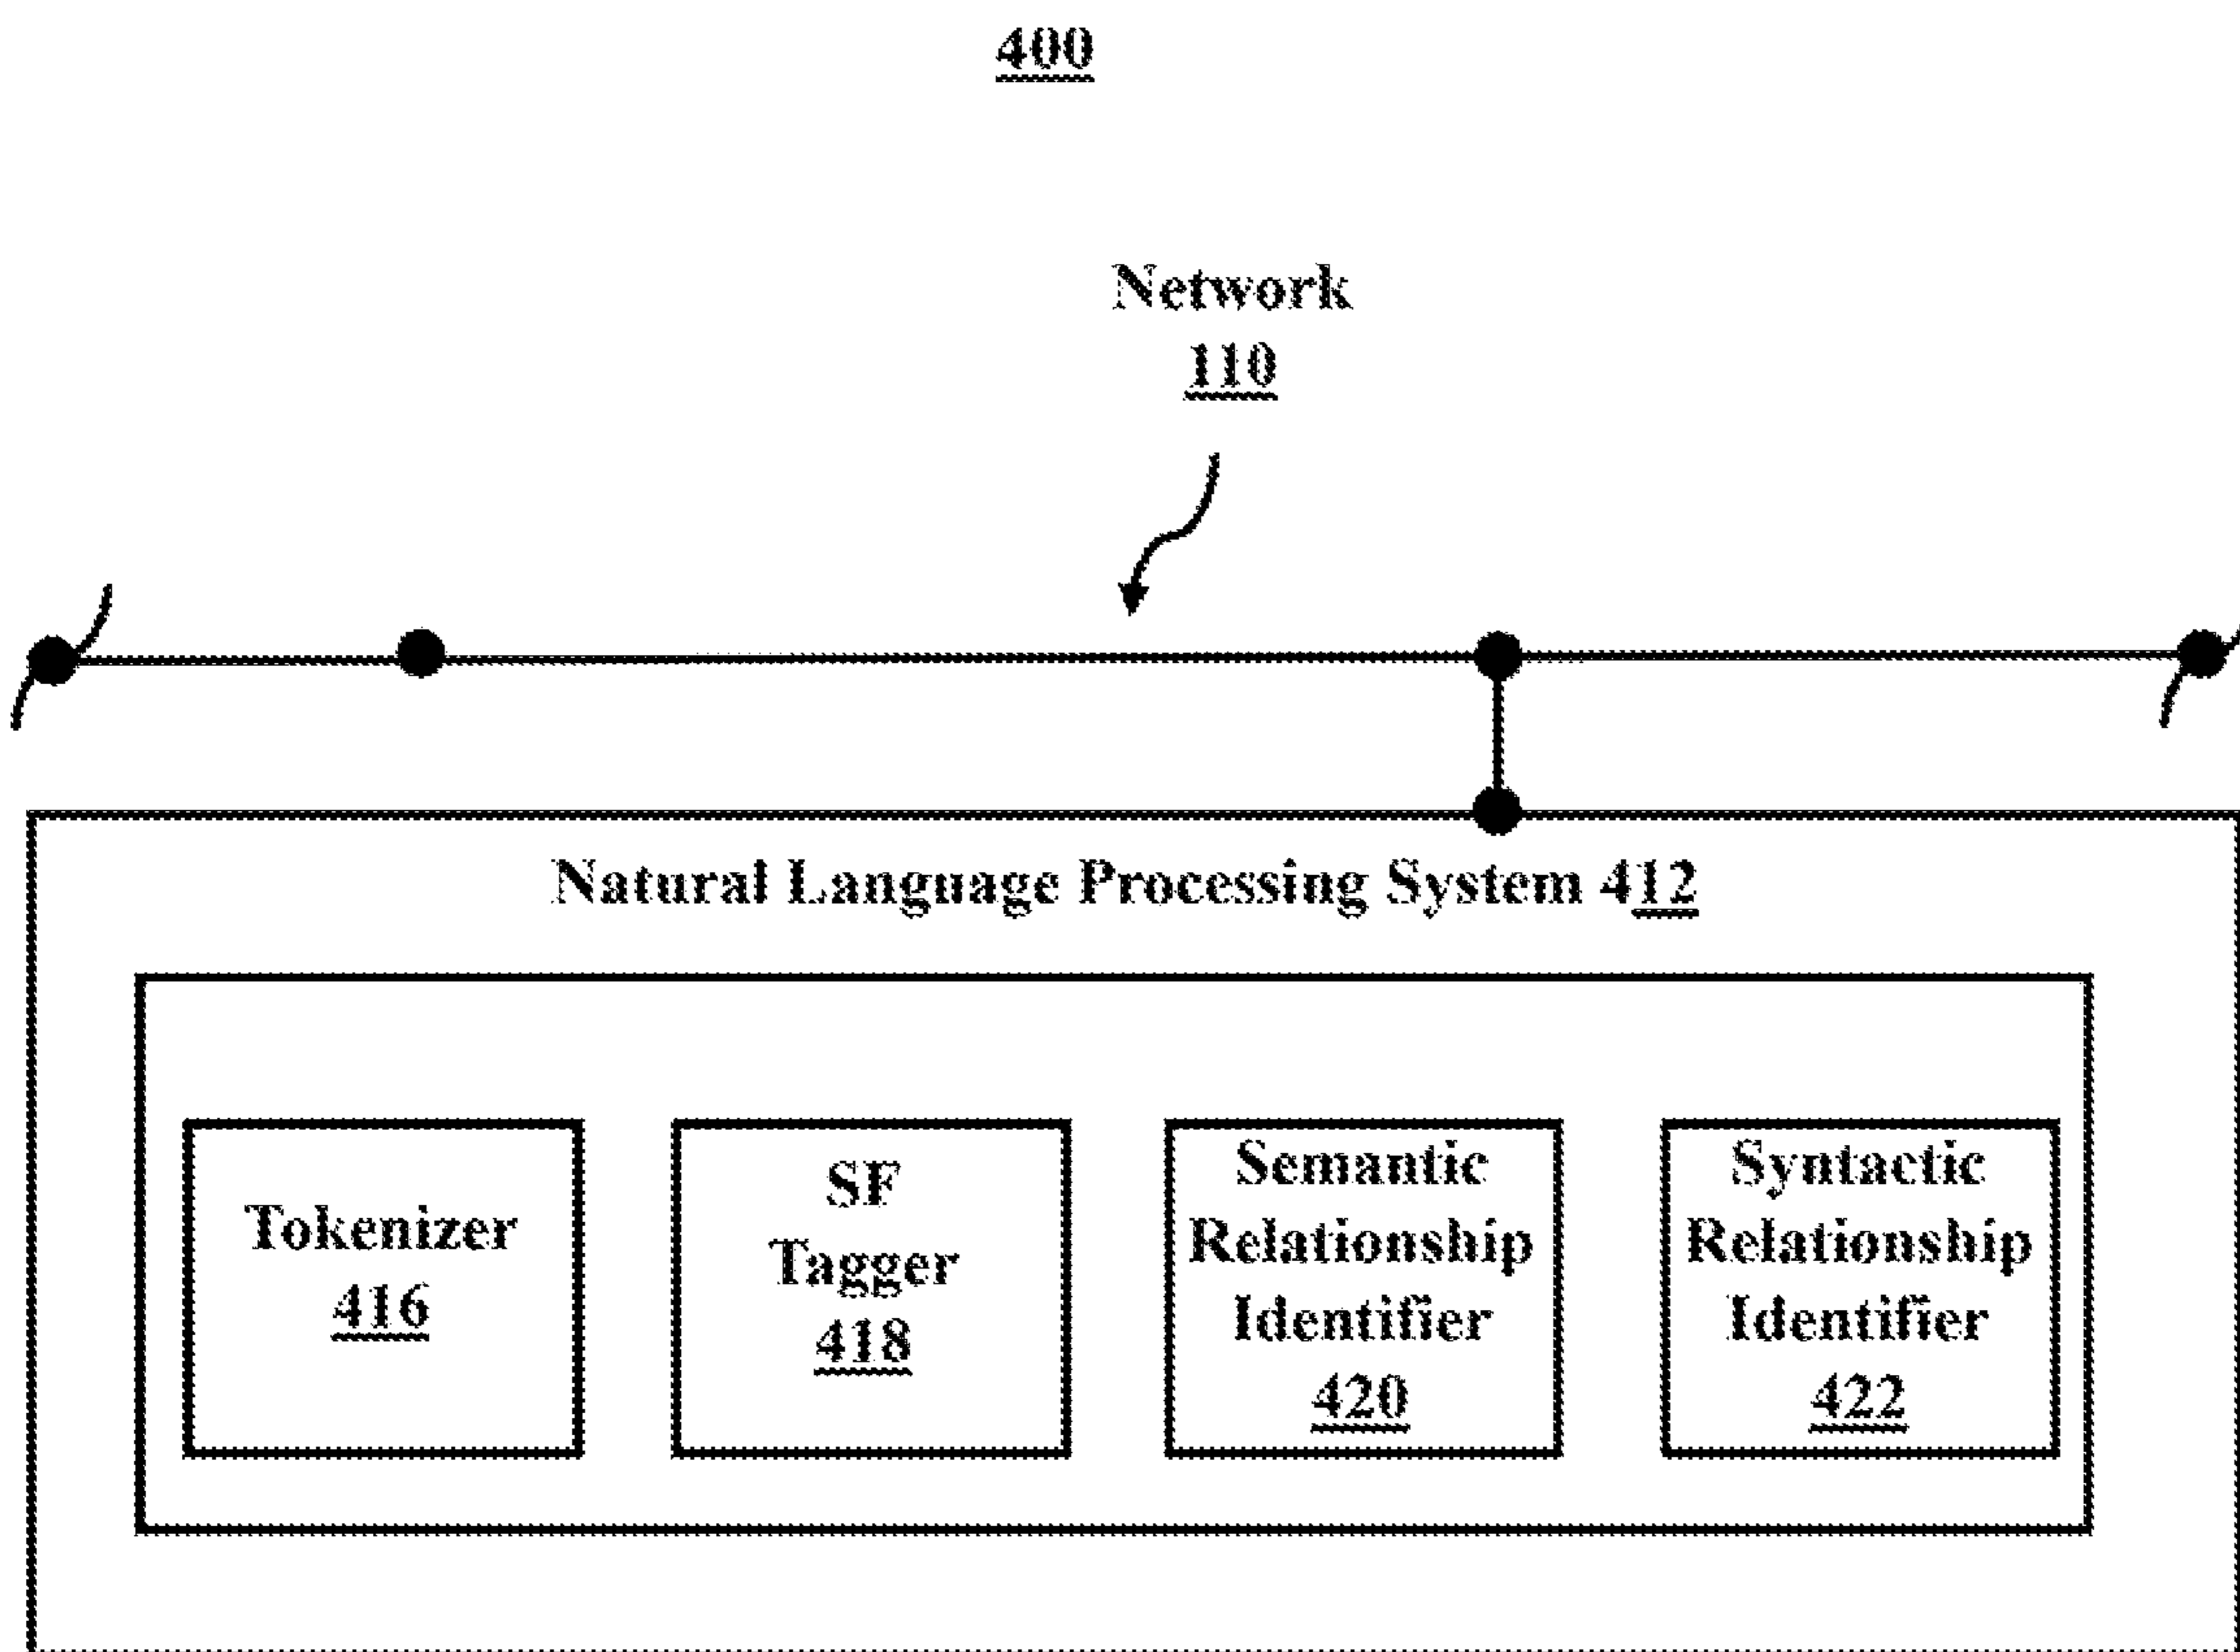 400
Network
110
Natural Language Processing System 412
Tokenizer
416
SF
Tagger
418
Semantic
Relationship
Identifier
420
Syntactic
Relationship
Identifier
422